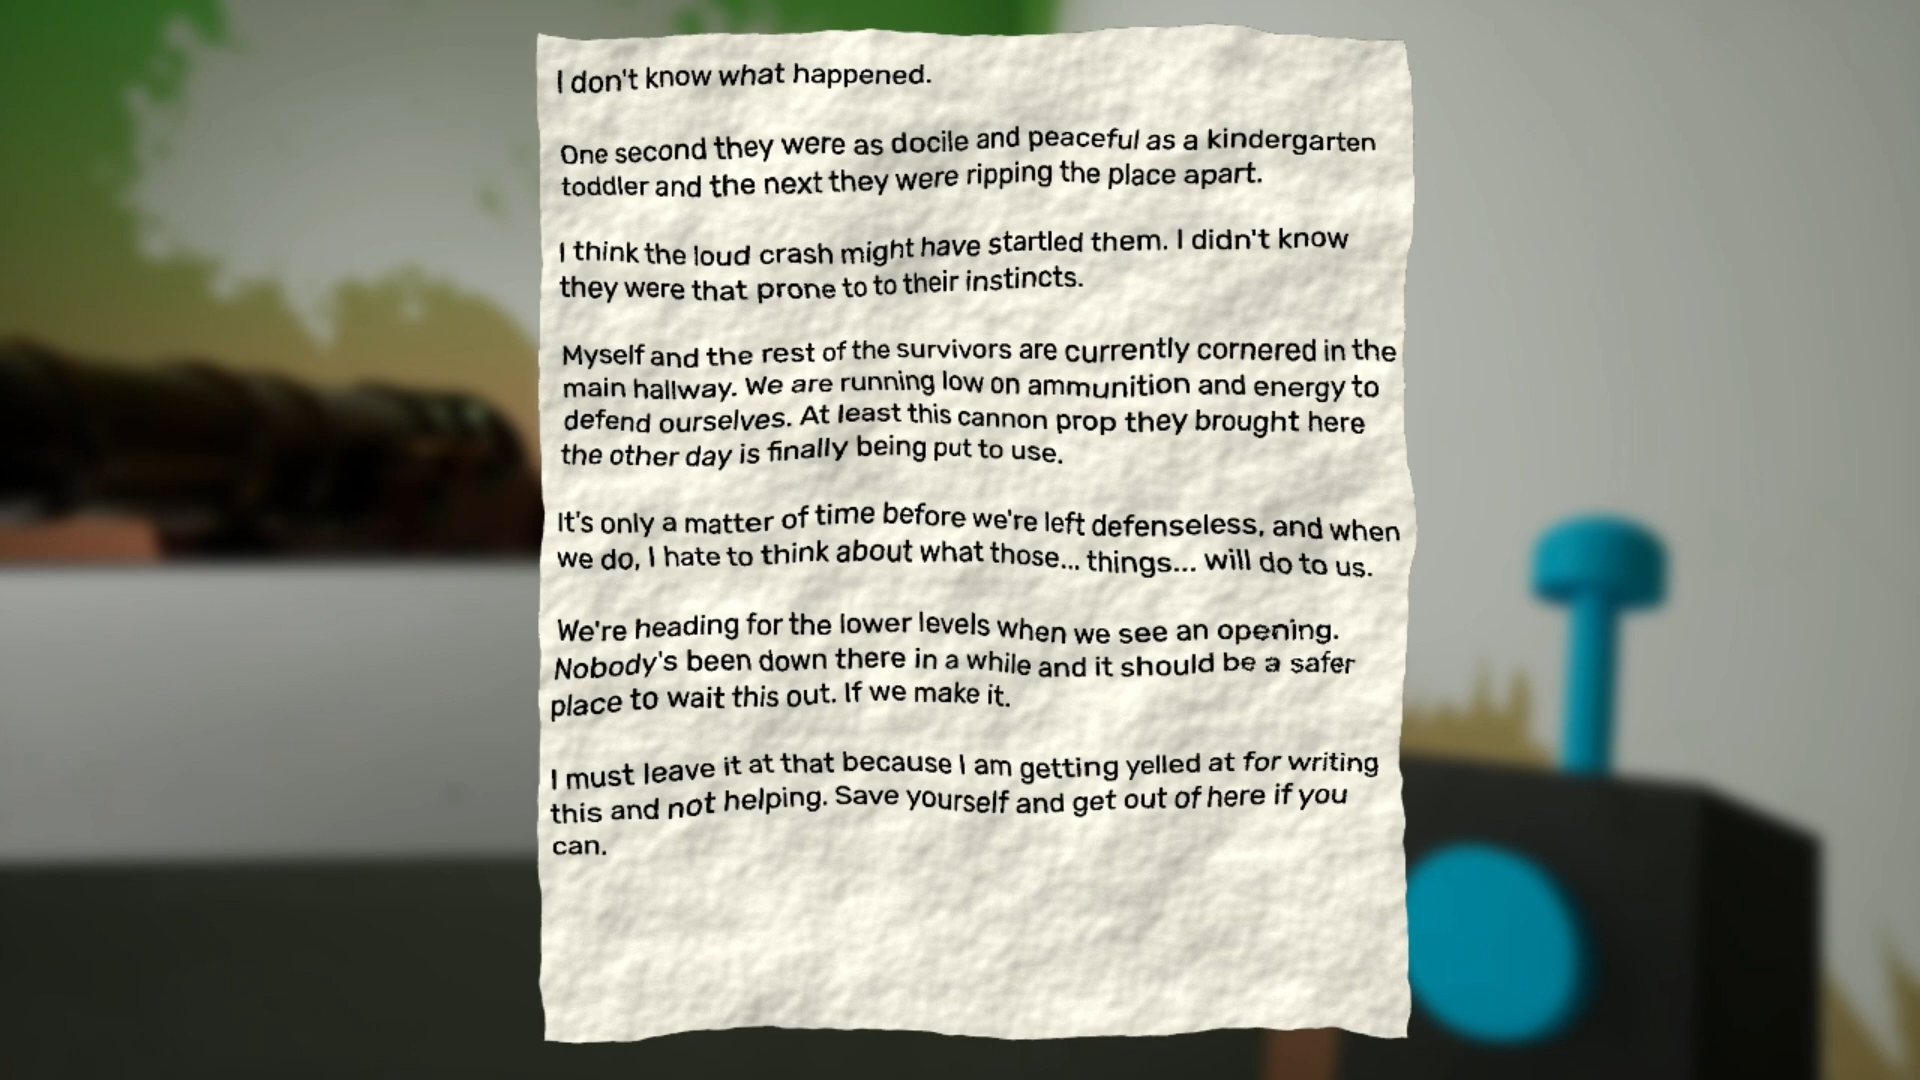 I don't know what happened.
One second they were as docile and peaceful as a kindergarten
toddler and the next they were ripping the place apart.
I think the loud crash might have startled them. I didn't know
they were that prone to to their instincts.
Myself and the rest of the survivors are currently cornered in the
main hallway. We are running low on ammunition and energy to
defend ourselves. At least this cannon prop they brought here
the other day is finally being put to use.
It's only a matter of time before we're left defenseless, and when
we do, I hate to think about what those... things... will do to us.
We're heading for the lower levels when we see an opening.
Nobody's been down there in a while and it should be a safer
place to wait this out. If we make it.
I must leave it at that because I am getting yelled at for writing
this and not helping. Save yourself and get out of here if you
can.